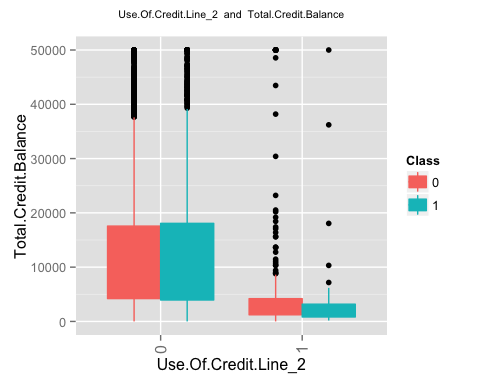 Use.Of.Credit.Line_2 and Total.Credit.Balance
50000
40000
30000
20000
10000
0
Total.Credit.Balance
0
1
Use.Of.Credit.Line_2
Class
0
1